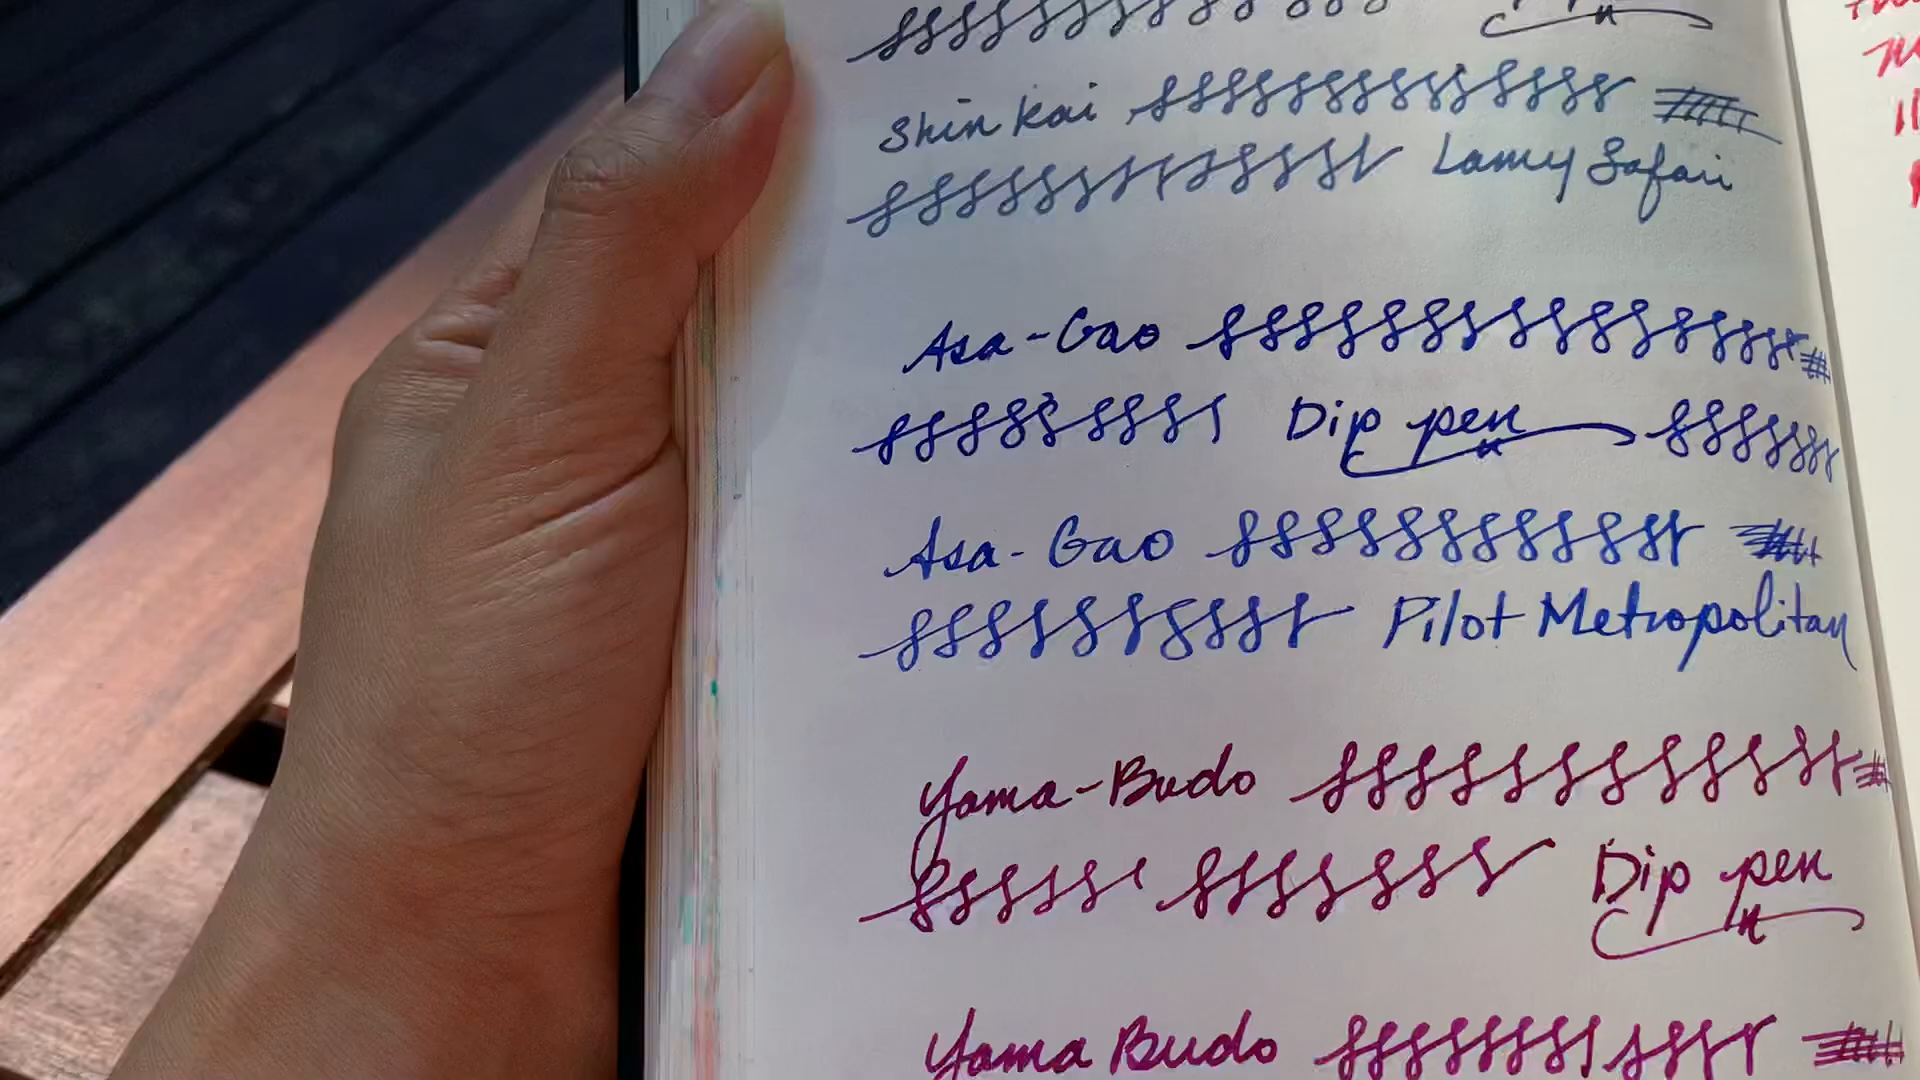 Shin kai
Lamy Safari
Asa-Gao
Dip pen
Asa-Gao
Pilot Metropolitan
Yama-Budo
Dip pen
Yama Budo